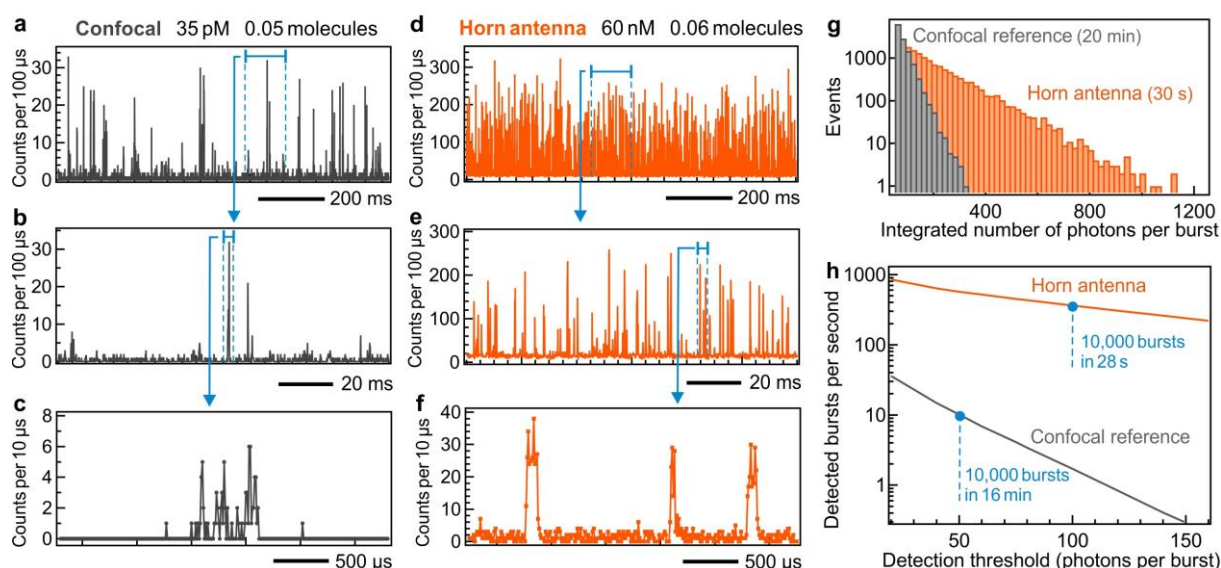 a Confocal 35 pM 0.05 molecules
Counts per 100 µs
30
20
10
0
200 ms
b
Counts per 100 µs
30
20
10
0
20 ms
c
Counts per 10 µs
8
6
4
2
0
500 µs
d Horn antenna 60 nM 0.06 molecules
Counts per 100 µs
400
300
200
100
0
200 ms
e
Counts per 100 µs
300
200
100
0
20 ms
f
Counts per 10 µs
40
30
20
10
0
500 µs
g
Confocal reference (20 min)
Horn antenna (30 s)
Events
1000
100
10
1
400 800 1200
Integrated number of photons per burst
h
Detected bursts per second
1000
100
10
1
Horn antenna
10,000 bursts
in 28 s
Confocal reference
10,000 bursts
in 16 min
50 100 150
Detection threshold (photons per burst)